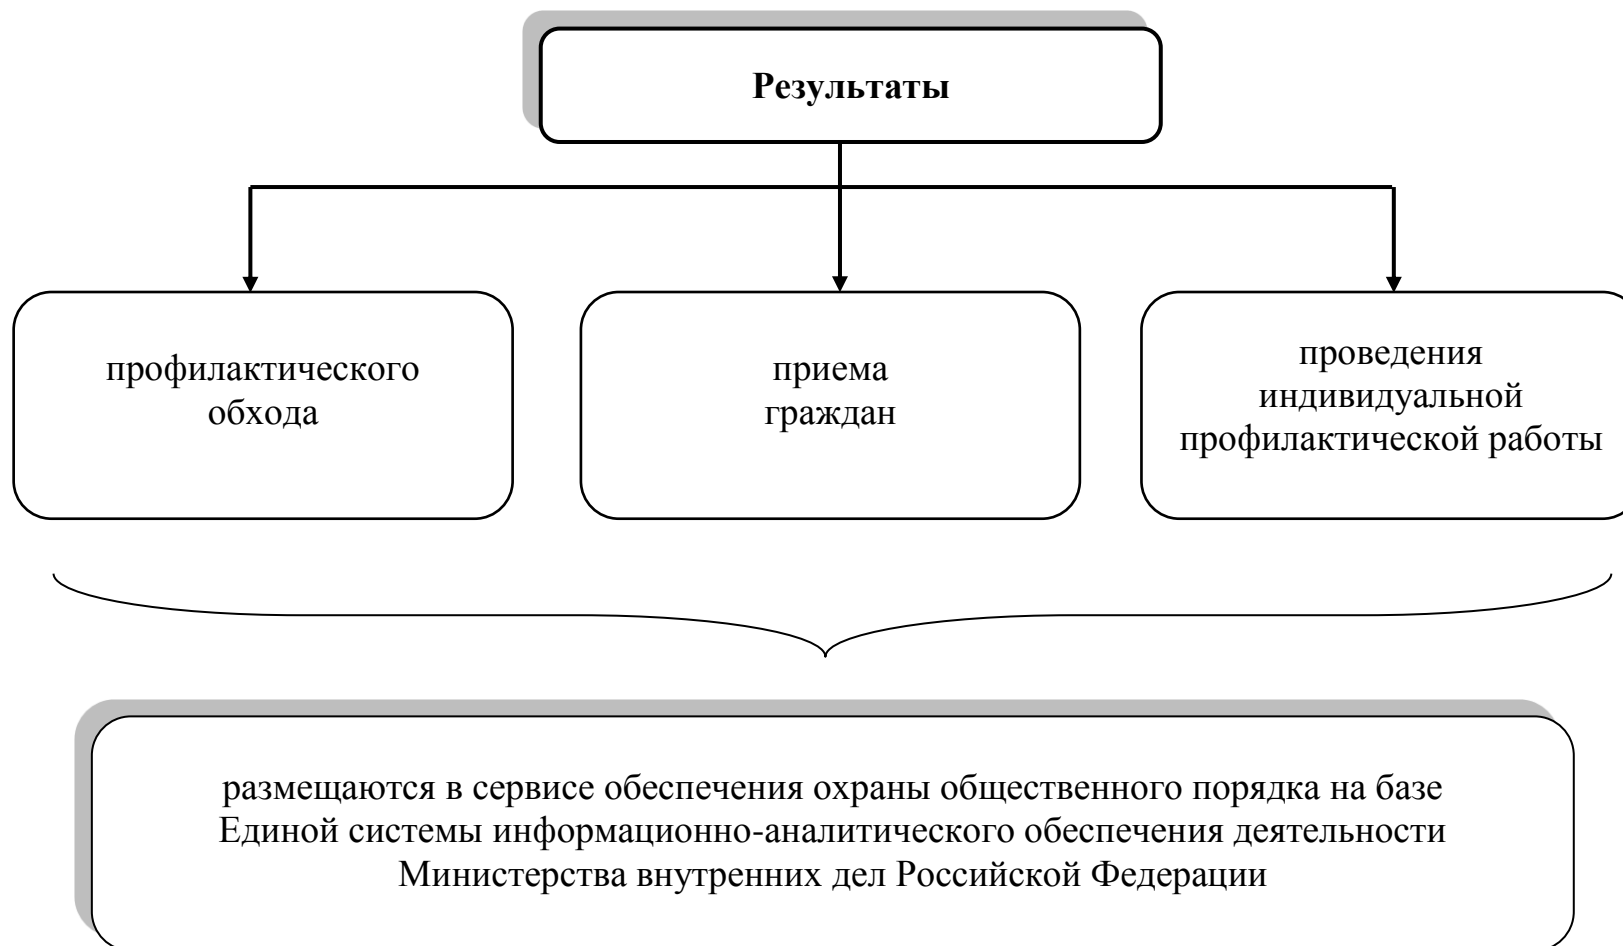 Результаты
профилактического
обхода
приема
граждан
проведения
индивидуальной
профилактической работы
размещаются в сервисе обеспечения охраны общественного порядка на базе
Единой системы информационно-аналитического обеспечения деятельности
Министерства внутренних дел Российской Федерации